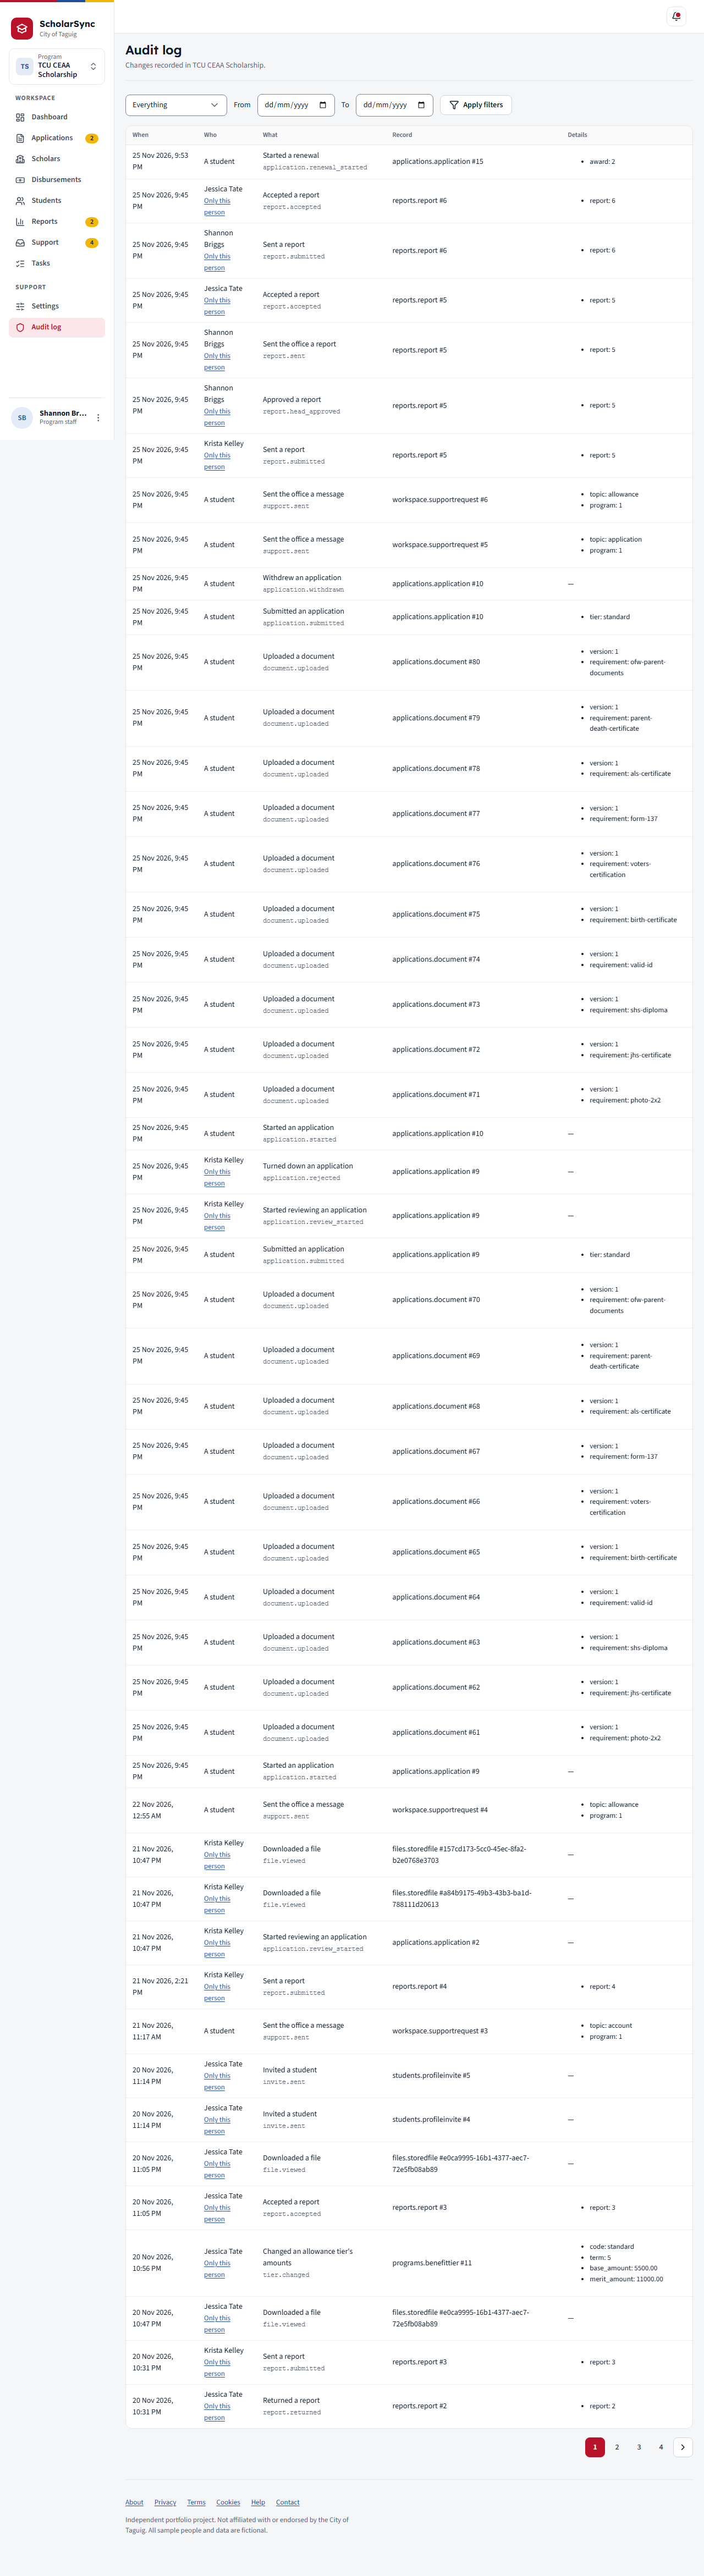 ScholarSync
City of Taguig
TS
Program
TCU CEAA
Scholarship
WORKSPACE
Dashboard
Applications 2
Scholars
Disbursements
Students
Reports 2
Support 4
Tasks
SUPPORT
Settings
Audit log
SB
Shannon Br...
Program staff
Audit log
Changes recorded in TCU CEAA Scholarship.
Everything From dd/mm/yyyy To dd/mm/yyyy Apply filters
When Who What Record Details
25 Nov 2026, 9:53
PM
A student
Started a renewal
application.renewal_started
applications.application #15
• award: 2
25 Nov 2026, 9:45
PM
Jessica Tate
Only this
person
Accepted a report
report.accepted
reports.report #6
• report: 6
25 Nov 2026, 9:45
PM
Shannon
Briggs
Only this
person
Sent a report
report.submitted
reports.report #6
• report: 6
25 Nov 2026, 9:45
PM
Jessica Tate
Only this
person
Accepted a report
report.accepted
reports.report #5
• report: 5
25 Nov 2026, 9:45
PM
Shannon
Briggs
Only this
person
Sent the office a report
report.sent
reports.report #5
• report: 5
25 Nov 2026, 9:45
PM
Shannon
Briggs
Only this
person
Approved a report
report.head_approved
reports.report #5
• report: 5
25 Nov 2026, 9:45
PM
Krista Kelley
Only this
person
Sent a report
report.submitted
reports.report #5
• report: 5
25 Nov 2026, 9:45
PM
A student
Sent the office a message
support.sent
workspace.supportrequest #6
• topic: allowance
• program: 1
25 Nov 2026, 9:45
PM
A student
Sent the office a message
support.sent
workspace.supportrequest #5
• topic: application
• program: 1
25 Nov 2026, 9:45
PM
A student
Withdrew an application
application.withdrawn
applications.application #10
—
25 Nov 2026, 9:45
PM
A student
Submitted an application
application.submitted
applications.application #10
• tier: standard
25 Nov 2026, 9:45
PM
A student
Uploaded a document
document.uploaded
applications.document #80
• version: 1
• requirement: ofw-parent-
documents
25 Nov 2026, 9:45
PM
A student
Uploaded a document
document.uploaded
applications.document #79
• version: 1
• requirement: parent-
death-certificate
25 Nov 2026, 9:45
PM
A student
Uploaded a document
document.uploaded
applications.document #78
• version: 1
• requirement: als-certificate
25 Nov 2026, 9:45
PM
A student
Uploaded a document
document.uploaded
applications.document #77
• version: 1
• requirement: form-137
25 Nov 2026, 9:45
PM
A student
Uploaded a document
document.uploaded
applications.document #76
• version: 1
• requirement: voters-
certification
25 Nov 2026, 9:45
PM
A student
Uploaded a document
document.uploaded
applications.document #75
• version: 1
• requirement: birth-certificate
25 Nov 2026, 9:45
PM
A student
Uploaded a document
document.uploaded
applications.document #74
• version: 1
• requirement: valid-id
25 Nov 2026, 9:45
PM
A student
Uploaded a document
document.uploaded
applications.document #73
• version: 1
• requirement: shs-diploma
25 Nov 2026, 9:45
PM
A student
Uploaded a document
document.uploaded
applications.document #72
• version: 1
• requirement: jhs-certificate
25 Nov 2026, 9:45
PM
A student
Uploaded a document
document.uploaded
applications.document #71
• version: 1
• requirement: photo-2x2
25 Nov 2026, 9:45
PM
A student
Started an application
application.started
applications.application #10
—
25 Nov 2026, 9:45
PM
Krista Kelley
Only this
person
Turned down an application
application.rejected
applications.application #9
—
25 Nov 2026, 9:45
PM
Krista Kelley
Only this
person
Started reviewing an application
application.review_started
applications.application #9
—
25 Nov 2026, 9:45
PM
A student
Submitted an application
application.submitted
applications.application #9
• tier: standard
25 Nov 2026, 9:45
PM
A student
Uploaded a document
document.uploaded
applications.document #70
• version: 1
• requirement: ofw-parent-
documents
25 Nov 2026, 9:45
PM
A student
Uploaded a document
document.uploaded
applications.document #69
• version: 1
• requirement: parent-
death-certificate
25 Nov 2026, 9:45
PM
A student
Uploaded a document
document.uploaded
applications.document #68
• version: 1
• requirement: als-certificate
25 Nov 2026, 9:45
PM
A student
Uploaded a document
document.uploaded
applications.document #67
• version: 1
• requirement: form-137
25 Nov 2026, 9:45
PM
A student
Uploaded a document
document.uploaded
applications.document #66
• version: 1
• requirement: voters-
certification
25 Nov 2026, 9:45
PM
A student
Uploaded a document
document.uploaded
applications.document #65
• version: 1
• requirement: birth-certificate
25 Nov 2026, 9:45
PM
A student
Uploaded a document
document.uploaded
applications.document #64
• version: 1
• requirement: valid-id
25 Nov 2026, 9:45
PM
A student
Uploaded a document
document.uploaded
applications.document #63
• version: 1
• requirement: shs-diploma
25 Nov 2026, 9:45
PM
A student
Uploaded a document
document.uploaded
applications.document #62
• version: 1
• requirement: jhs-certificate
25 Nov 2026, 9:45
PM
A student
Uploaded a document
document.uploaded
applications.document #61
• version: 1
• requirement: photo-2x2
25 Nov 2026, 9:45
PM
A student
Started an application
application.started
applications.application #9
—
22 Nov 2026,
12:55 AM
A student
Sent the office a message
support.sent
workspace.supportrequest #4
• topic: allowance
• program: 1
21 Nov 2026,
10:47 PM
Krista Kelley
Only this
person
Downloaded a file
file.viewed
files.storedfile #157cd173-5cc0-45ec-8fa2-
b2e0768e3703
—
21 Nov 2026,
10:47 PM
Krista Kelley
Only this
person
Downloaded a file
file.viewed
files.storedfile #a84b9175-49b3-43b3-ba1d-
788111d20613
—
21 Nov 2026,
10:47 PM
Krista Kelley
Only this
person
Started reviewing an application
application.review_started
applications.application #2
—
21 Nov 2026, 2:21
PM
Krista Kelley
Only this
person
Sent a report
report.submitted
reports.report #4
• report: 4
21 Nov 2026,
11:17 AM
A student
Sent the office a message
support.sent
workspace.supportrequest #3
• topic: account
• program: 1
20 Nov 2026,
11:14 PM
Jessica Tate
Only this
person
Invited a student
invite.sent
students.profileinvite #5
—
20 Nov 2026,
11:14 PM
Jessica Tate
Only this
person
Invited a student
invite.sent
students.profileinvite #4
—
20 Nov 2026,
11:05 PM
Jessica Tate
Only this
person
Downloaded a file
file.viewed
files.storedfile #e0ca9995-16b1-4377-aec7-
72e5fb08ab89
—
20 Nov 2026,
11:05 PM
Jessica Tate
Only this
person
Accepted a report
report.accepted
reports.report #3
• report: 3
20 Nov 2026,
10:56 PM
Jessica Tate
Only this
person
Changed an allowance tier's
amounts
tier.changed
programs.benefittier #11
• code: standard
• term: 5
• base_amount: 5500.00
• merit_amount: 11000.00
20 Nov 2026,
10:47 PM
Jessica Tate
Only this
person
Downloaded a file
file.viewed
files.storedfile #e0ca9995-16b1-4377-aec7-
72e5fb08ab89
—
20 Nov 2026,
10:31 PM
Krista Kelley
Only this
person
Sent a report
report.submitted
reports.report #3
• report: 3
20 Nov 2026,
10:31 PM
Jessica Tate
Only this
person
Returned a report
report.returned
reports.report #2
• report: 2
1 2 3 4
About Privacy Terms Cookies Help Contact
Independent portfolio project. Not affiliated with or endorsed by the City of
Taguig. All sample people and data are fictional.